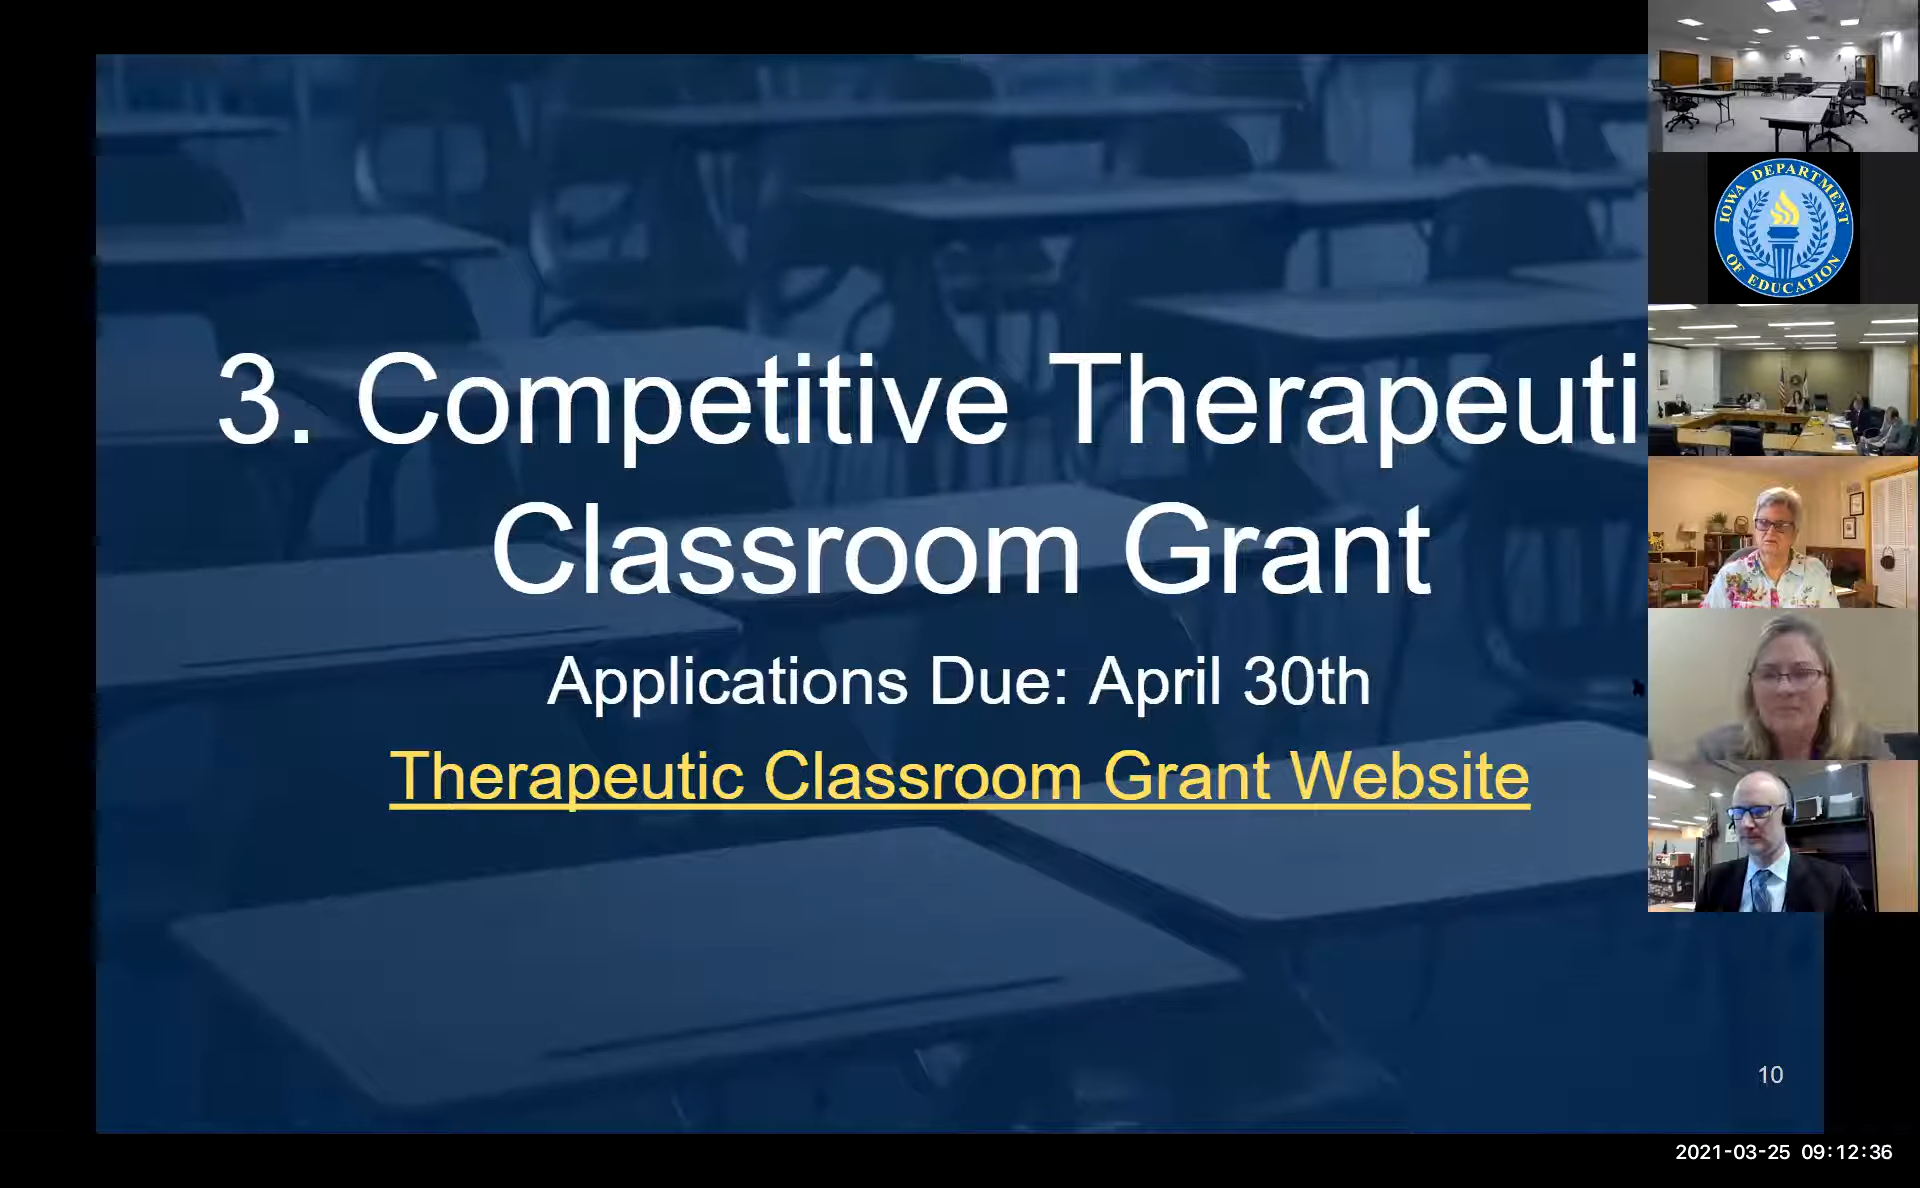 3. Competitive Therapeuti
Classroom Grant
Applications Due: April 30th
Therapeutic Classroom Grant Website
10
IOWA DEPARTMENT
OF EDUCATION
2021-03-25 09:12:36